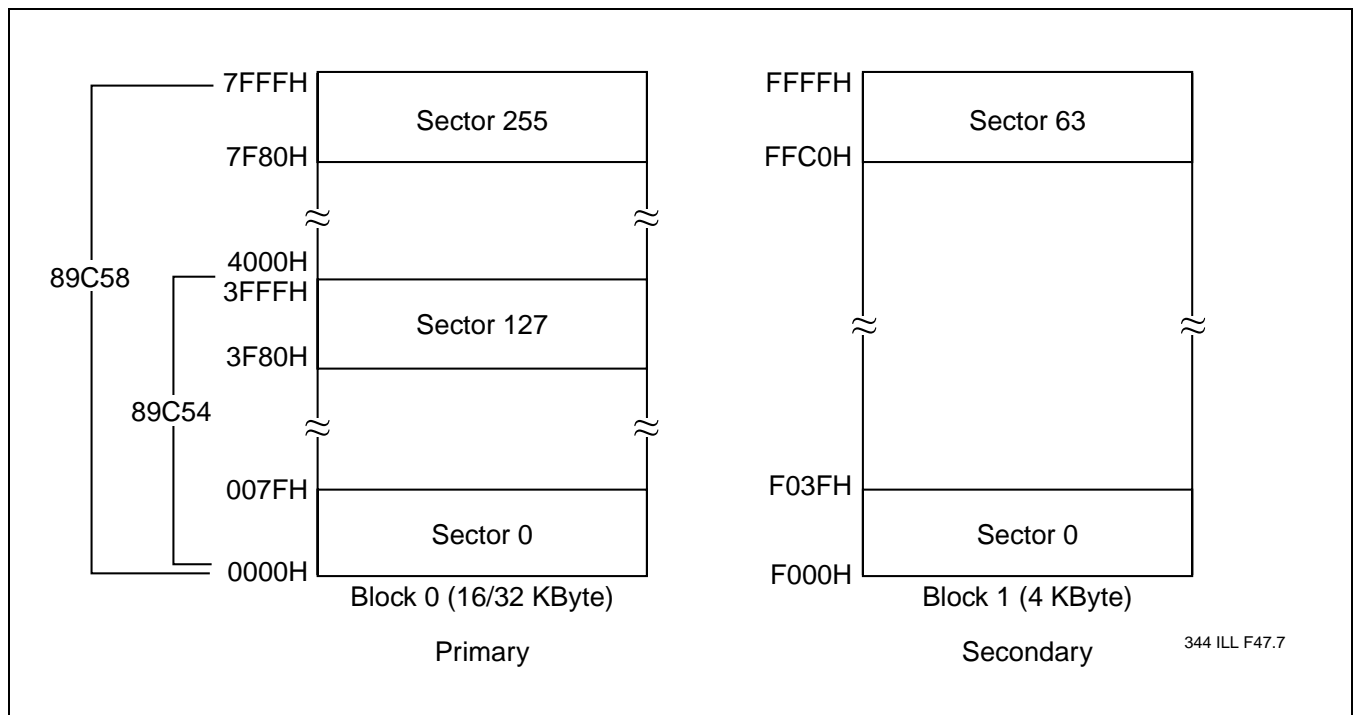 7FFFH
Sector 255
7F80H
4000H
89C58
3FFFH
Sector 127
3F80H
89C54
007FH
Sector 0
0000H
Block 0 (16/32 KByte)
Primary
FFFFH
Sector 63
FFC0H
F03FH
Sector 0
F000H
Block 1 (4 KByte)
Secondary
344 ILL F47.7